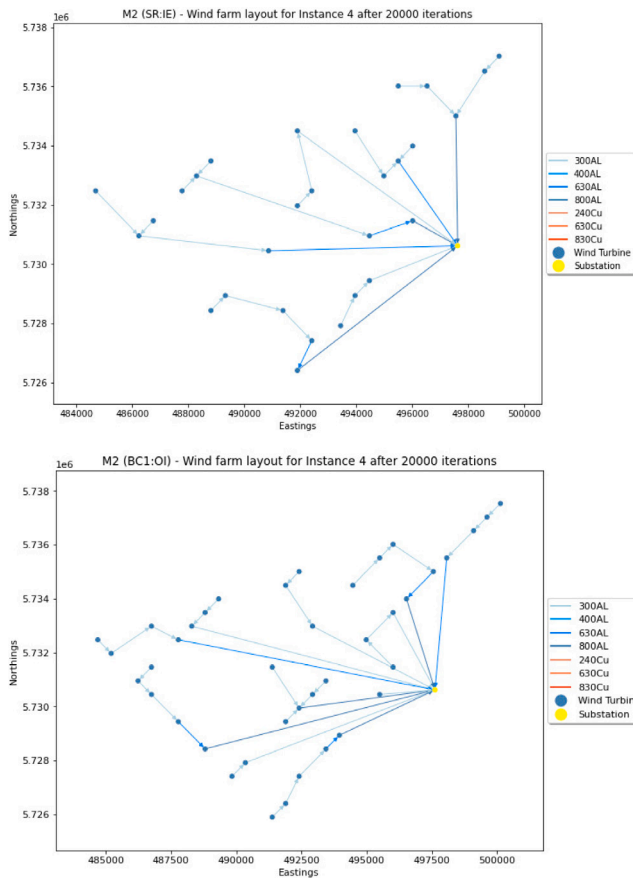 M2 (SR:IE) - Wind farm layout for Instance 4 after 20000 iterations
1e6
5.738
5.736
5.734
5.732
5.730
5.728
5.726
Northings
484000 486000 488000 490000 492000 494000 496000 498000 500000
Eastings
300AL
400AL
630AL
800AL
240Cu
630Cu
830Cu
Wind Turbine
Substation
M2 (BC1:OI) - Wind farm layout for Instance 4 after 20000 iterations
1e6
5.738
5.736
5.734
5.732
5.730
5.728
5.726
Northings
485000 487500 490000 492500 495000 497500 500000
Eastings
300AL
400AL
630AL
800AL
240Cu
630Cu
830Cu
Wind Turbine
Substation